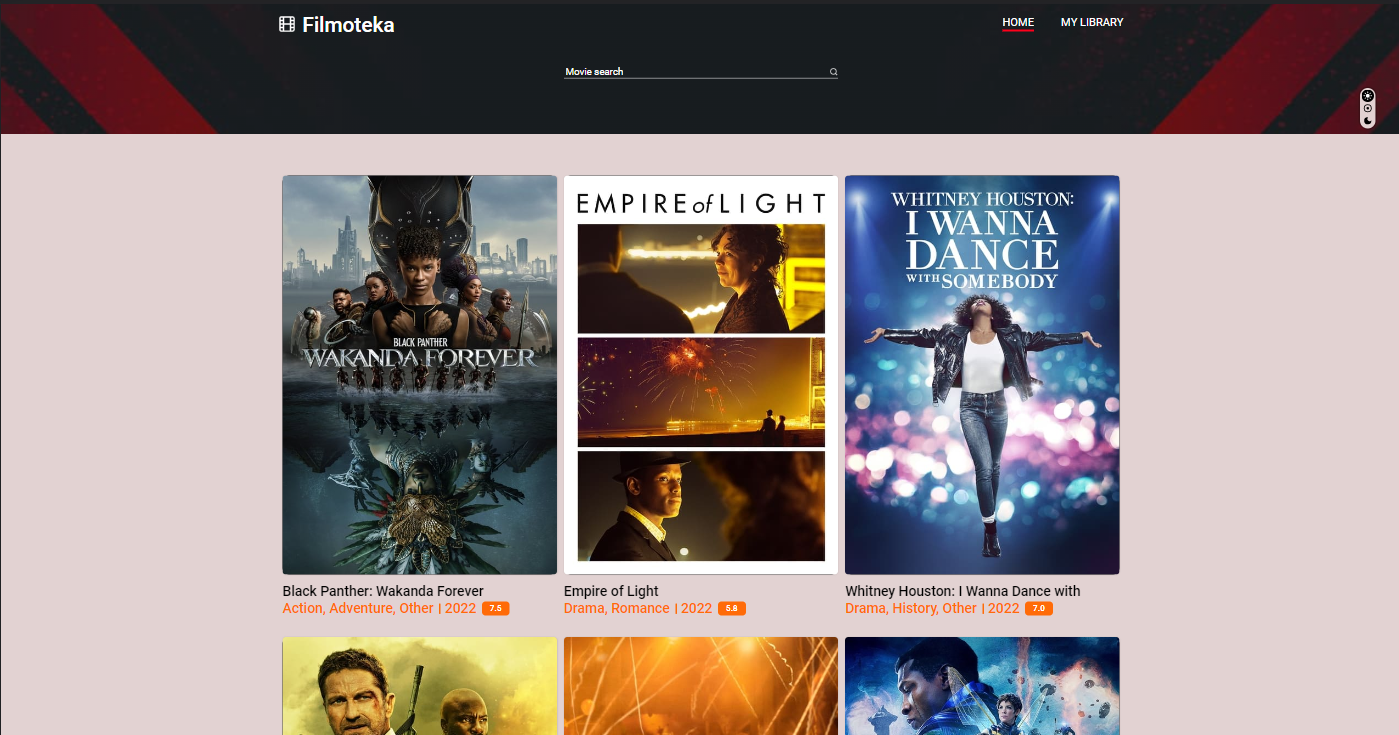 Filmoteka
HOME
MY LIBRARY
Movie search
EMPIRE of LIGHT
WHITNEY HOUSTON:
I WANNA
DANCE
WITH SOMEBODY
BLACK PANTHER
WAKANDA FOREVER
Black Panther: Wakanda Forever
Action, Adventure, Other | 2022 7.5
Empire of Light
Drama, Romance | 2022 5.8
Whitney Houston: I Wanna Dance with
Drama, History, Other | 2022 7.0